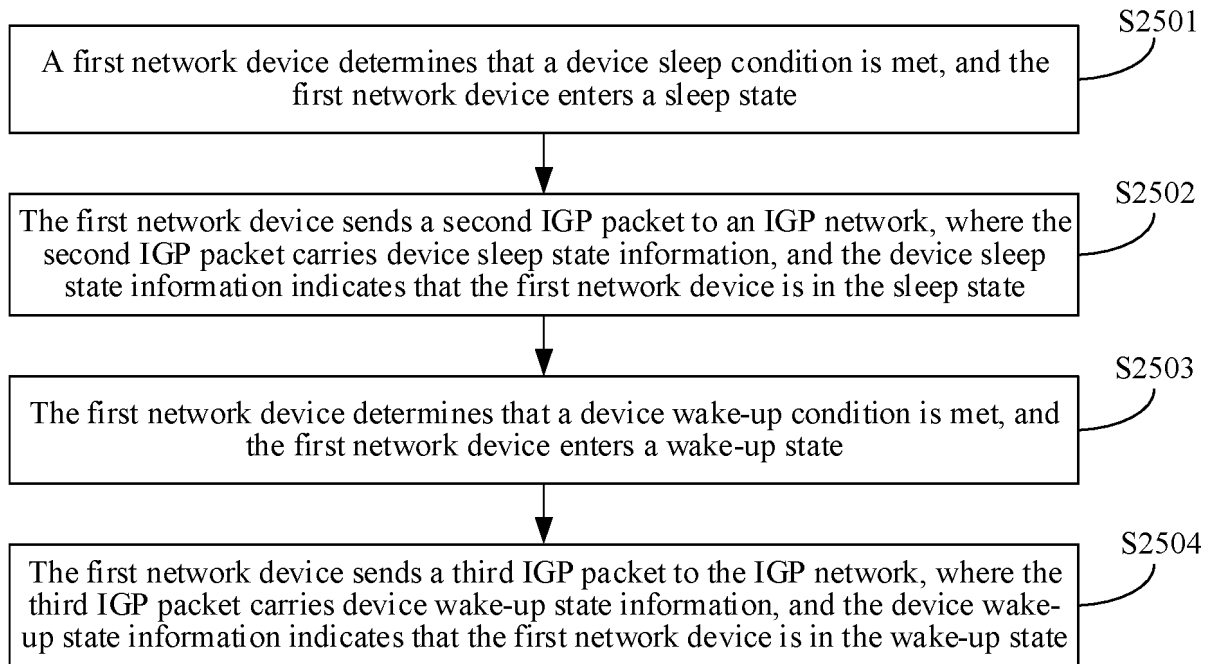 S2501
A first network device determines that a device sleep condition is met, and the
first network device enters a sleep state
S2502
The first network device sends a second IGP packet to an IGP network, where the
second IGP packet carries device sleep state information, and the device sleep
state information indicates that the first network device is in the sleep state
S2503
The first network device determines that a device wake-up condition is met, and
the first network device enters a wake-up state
S2504
The first network device sends a third IGP packet to the IGP network, where the
third IGP packet carries device wake-up state information, and the device wake-
up state information indicates that the first network device is in the wake-up state